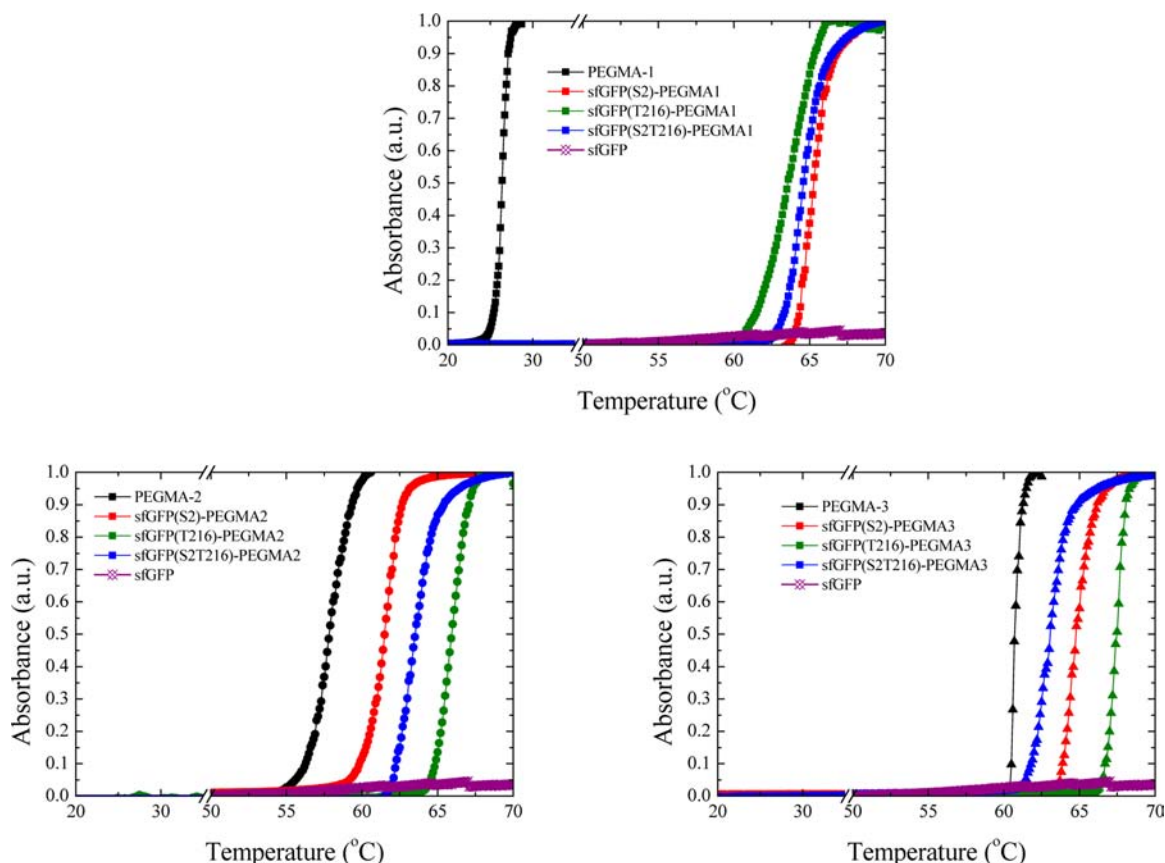 1.0
0.9
0.8
0.7
0.6
0.5
0.4
0.3
0.2
0.1
0.0
Absorbance (a.u.)
PEGMA-1
sfGFP(S2)-PEGMA1
sfGFP(T216)-PEGMA1
sfGFP(S2T216)-PEGMA1
sfGFP
20 30 50 60 65 70
Temperature (°C)
1.0
0.9
0.8
0.7
0.6
0.5
0.4
0.3
0.2
0.1
0.0
Absorbance (a.u.)
PEGMA-2
sfGFP(S2)-PEGMA2
sfGFP(T216)-PEGMA2
sfGFP(S2T216)-PEGMA2
sfGFP
20 30 50 55 60 65 70
Temperature (°C)
1.0
0.9
0.8
0.7
0.6
0.5
0.4
0.3
0.2
0.1
0.0
Absorbance (a.u.)
PEGMA-3
sfGFP(S2)-PEGMA3
sfGFP(T216)-PEGMA3
sfGFP(S2T216)-PEGMA3
sfGFP
20 30 50 60 65 70
Temperature (°C)